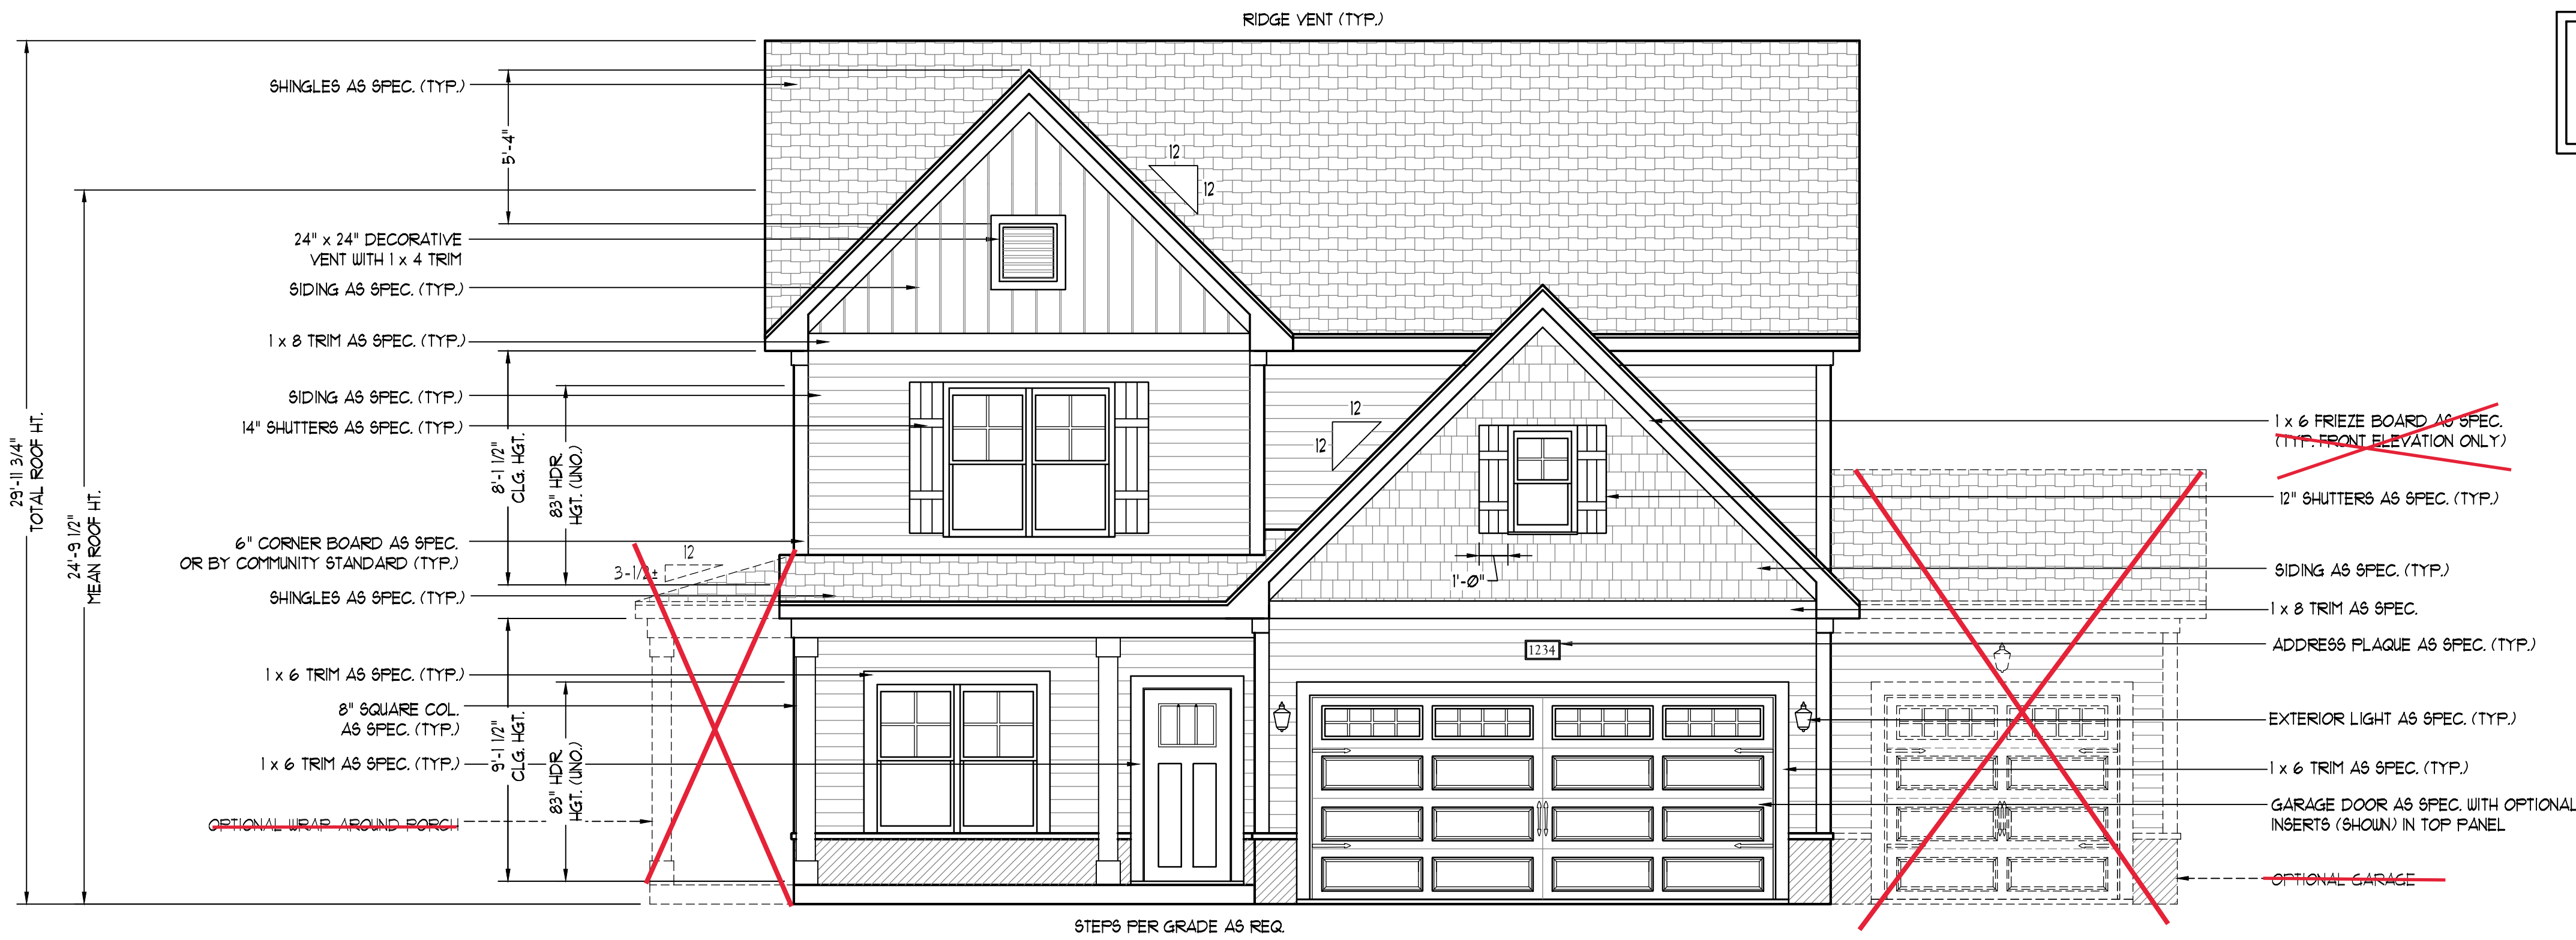 RIDGE VENT (TYP.)
SHINGLES AS SPEC. (TYP.)
5'-4"
12
12
24" x 24" DECORATIVE
VENT WITH 1 x 4 TRIM
SIDING AS SPEC. (TYP.)
1 x 8 TRIM AS SPEC. (TYP.)
SIDING AS SPEC. (TYP.)
14" SHUTTERS AS SPEC. (TYP.)
29'-11 3/4"
TOTAL ROOF HT.
24'-9 1/2"
MEAN ROOF HT.
8'-1 1/2"
CLG. HGT.
83" HDR.
HGT. (UNO.)
12
12
6" CORNER BOARD AS SPEC.
OR BY COMMUNITY STANDARD (TYP.)
12
3-1/2±
SHINGLES AS SPEC. (TYP.)
1'-0"
1 x 6 TRIM AS SPEC. (TYP.)
8" SQUARE COL.
AS SPEC. (TYP.)
1 x 6 TRIM AS SPEC. (TYP.)
9'-1 1/2"
CLG. HGT.
83" HDR.
HGT. (UNO.)
OPTIONAL WRAP AROUND PORCH
1234
1 x 6 FRIEZE BOARD AS SPEC.
(TYP. FRONT ELEVATION ONLY)
12" SHUTTERS AS SPEC. (TYP.)
SIDING AS SPEC. (TYP.)
1 x 8 TRIM AS SPEC.
ADDRESS PLAQUE AS SPEC. (TYP.)
EXTERIOR LIGHT AS SPEC. (TYP.)
1 x 6 TRIM AS SPEC. (TYP.)
GARAGE DOOR AS SPEC. WITH OPTIONAL
INSERTS (SHOWN) IN TOP PANEL
OPTIONAL GARAGE
STEPS PER GRADE AS REQ.